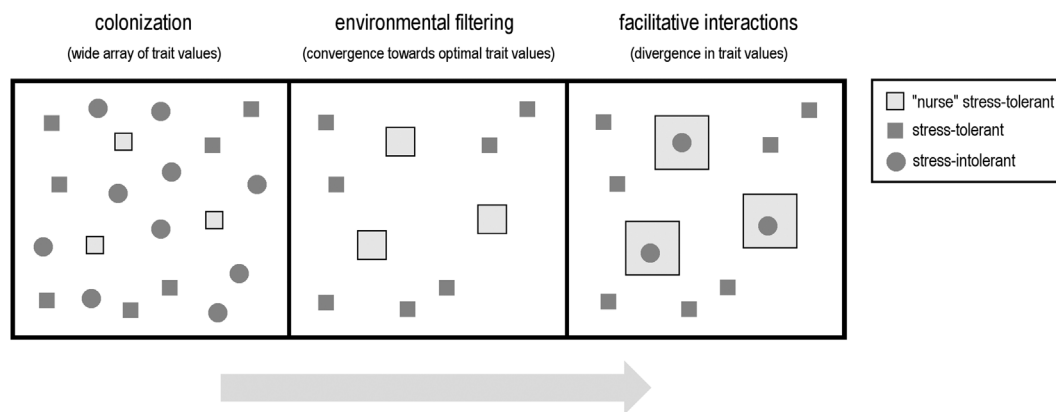 colonization
(wide array of trait values)
environmental filtering
(convergence towards optimal trait values)
facilitative interactions
(divergence in trait values)
"nurse" stress-tolerant
stress-tolerant
stress-intolerant